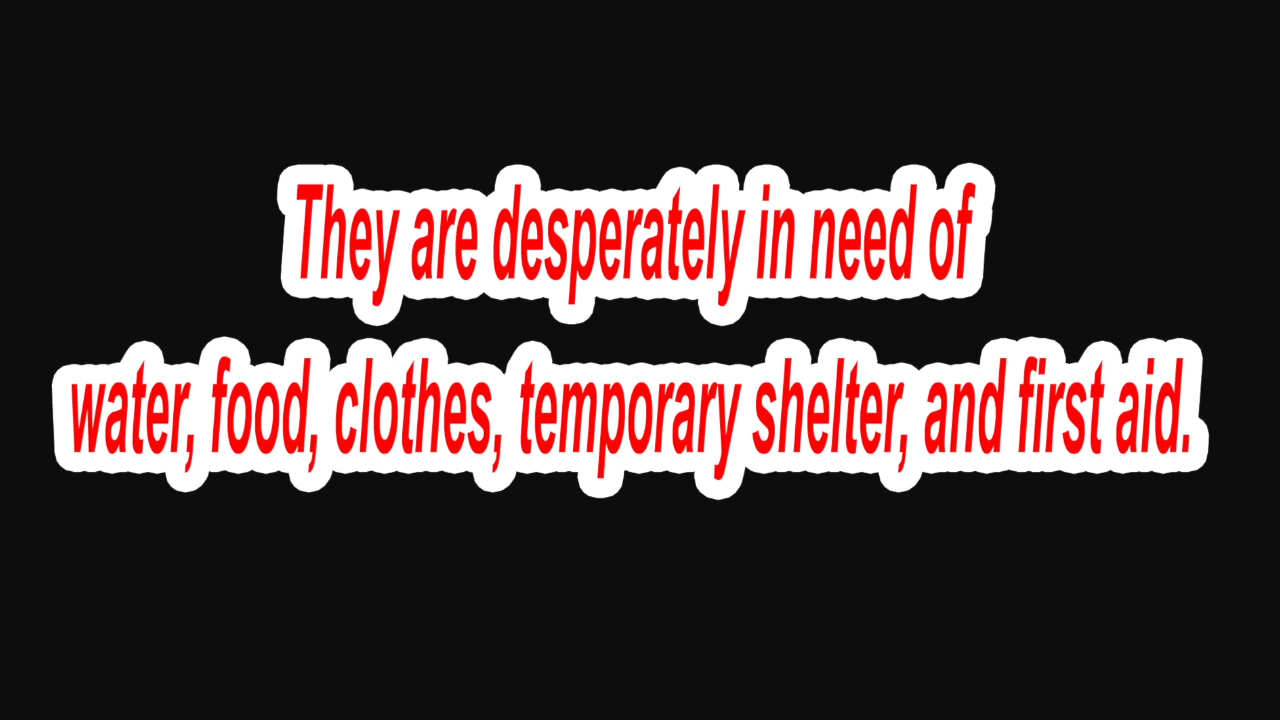 They are desperately in need of
water, food, clothes, temporary shelter, and first aid.